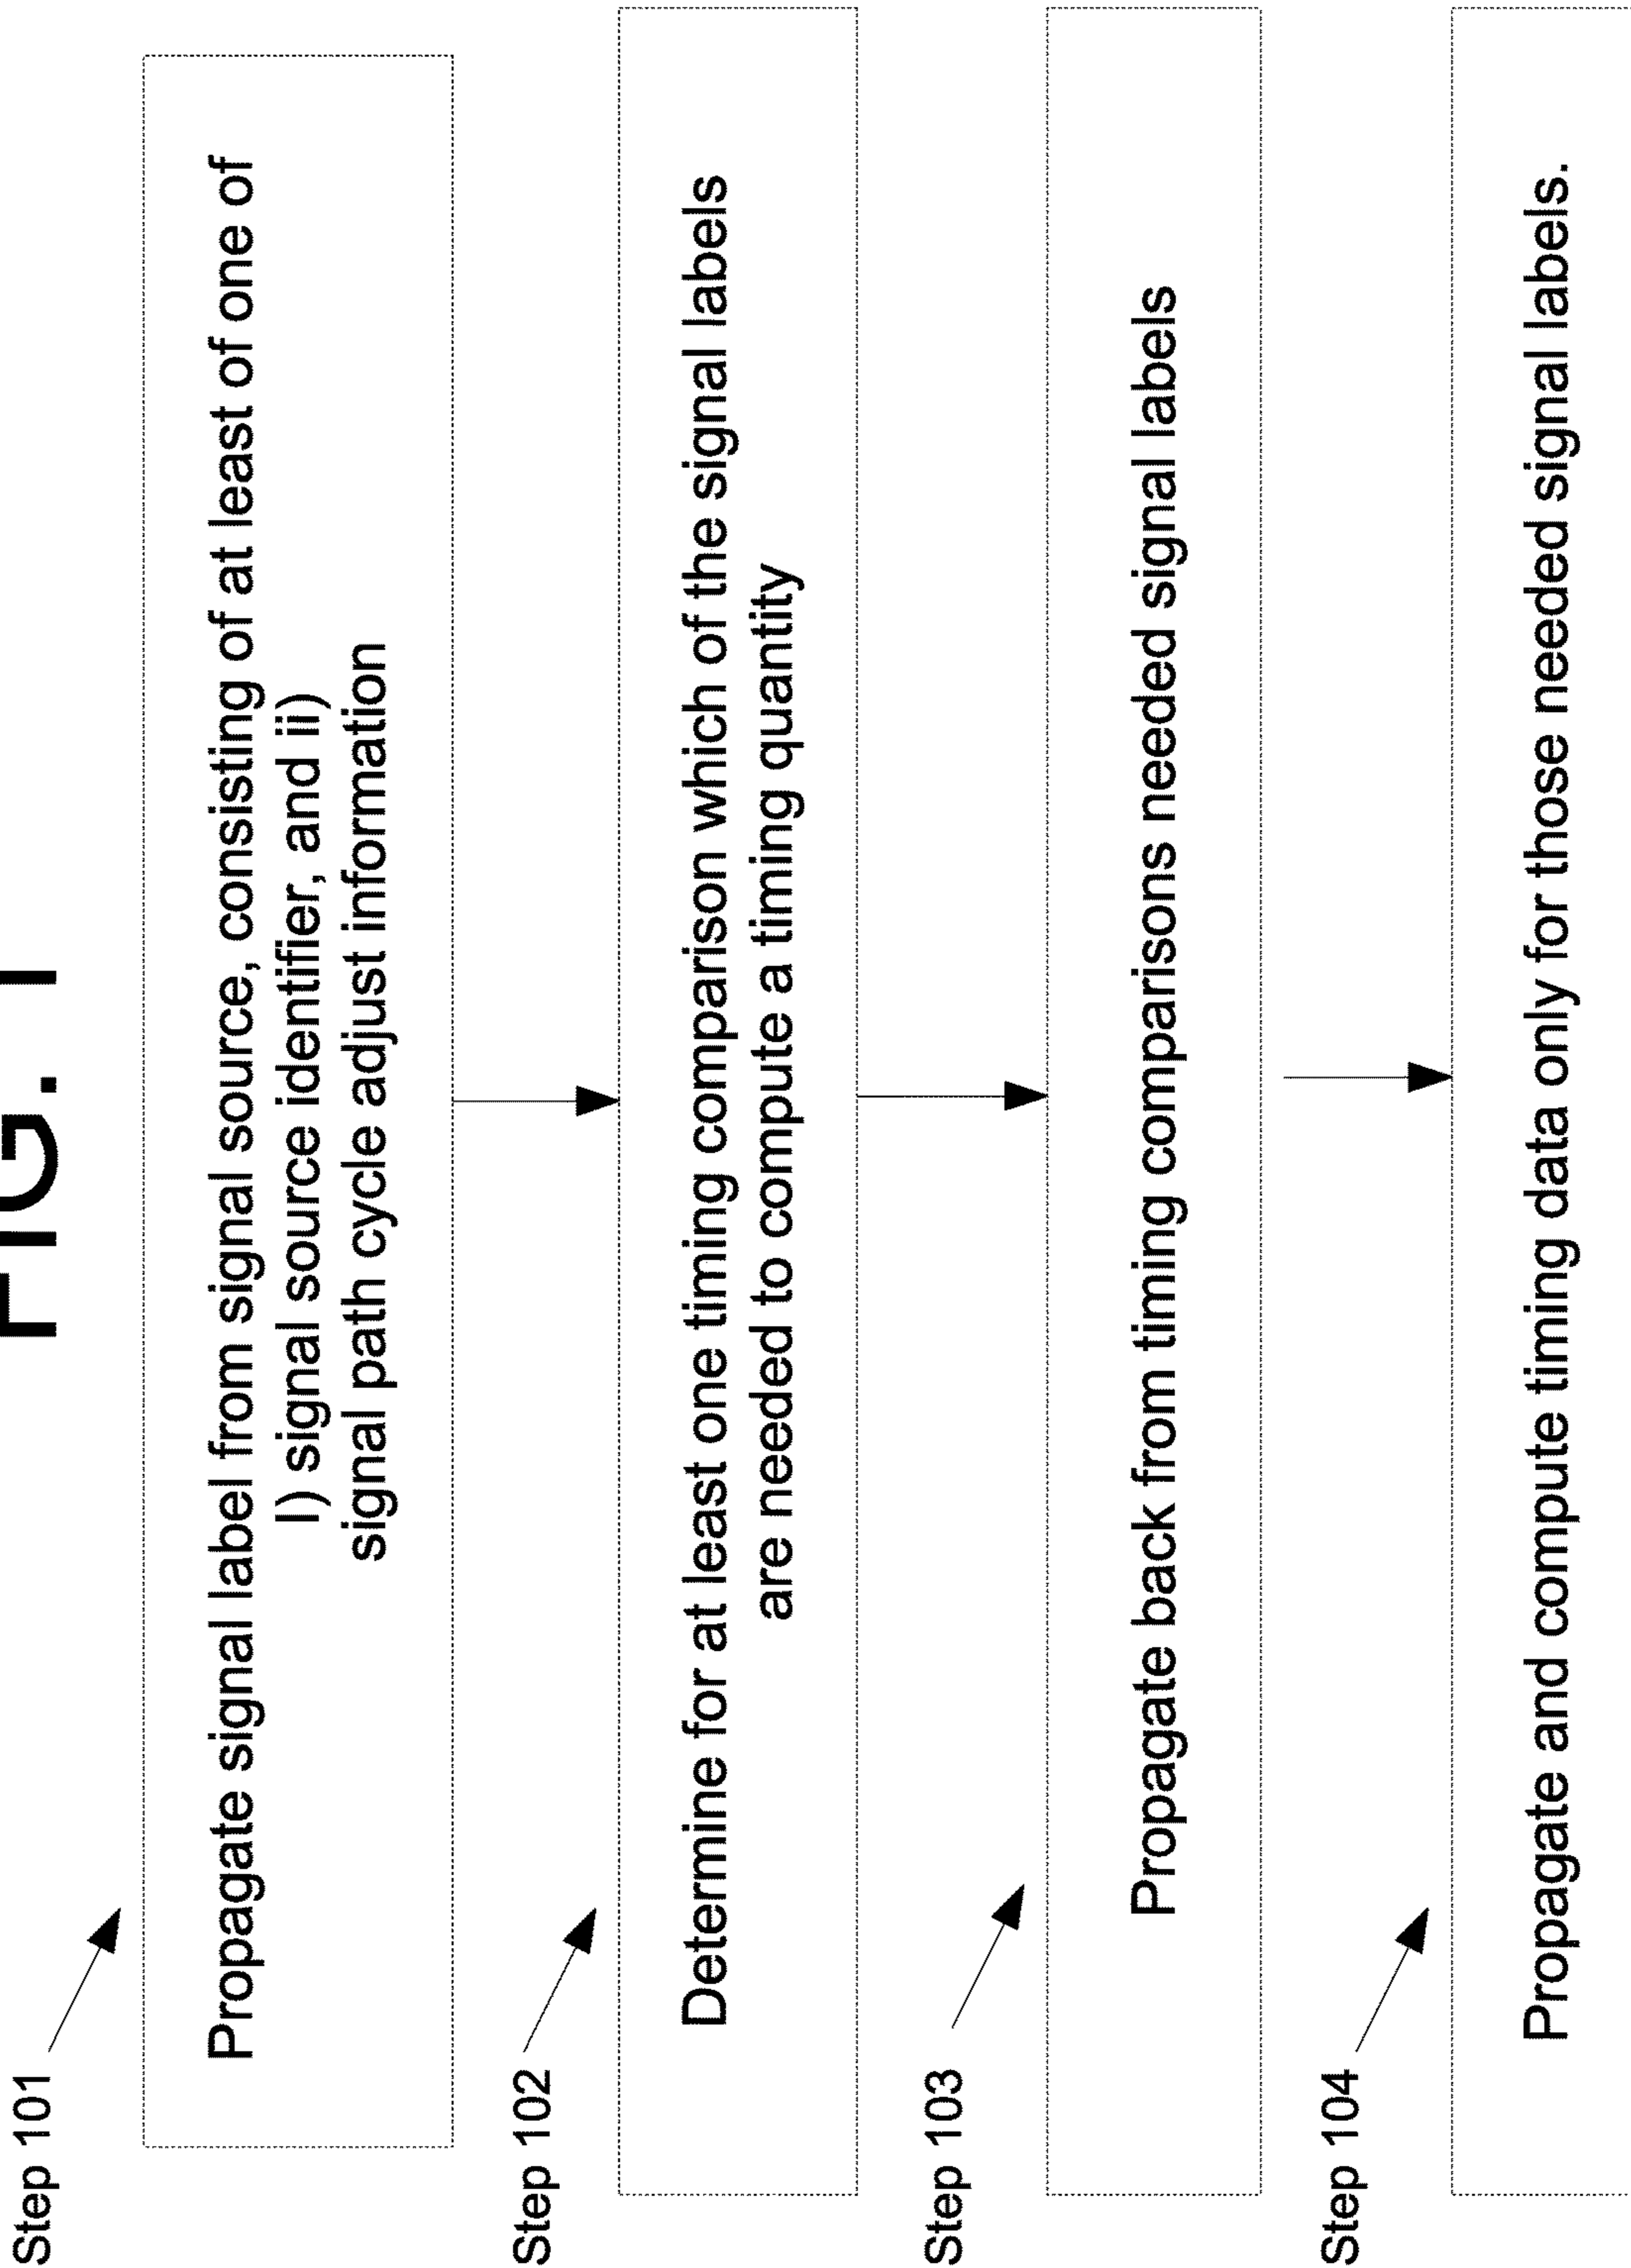 FIG. 1
Step 101
Propagate signal label from signal source, consisting of at least of one of
I) signal source identifier, and ii)
signal path cycle adjust information
Step 102
Determine for at least one timing comparison which of the signal labels
are needed to compute a timing quantity
Step 103
Propagate back from timing comparisons needed signal labels
Step 104
Propagate and compute timing data only for those needed signal labels.